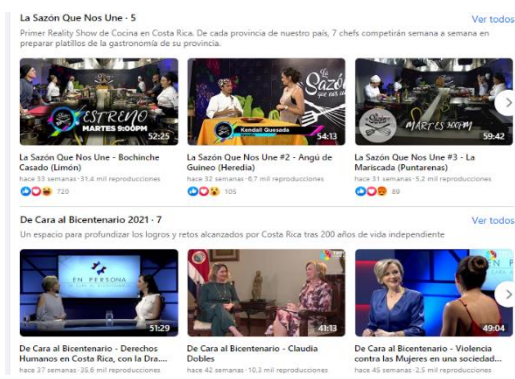 La Sazón Que Nos Une · 5
Ver todos
Primer Reality Show de Cocina en Costa Rica. De cada provincia de nuestro país, 7 chefs competirán semana a semana en
preparar platillos de la gastronomía de su provincia.
ESTRENO
MARTES 9:00PM
52:25
Kendall Quesada
54:13
La Sazón
MARTES 9:00PM
59:42
La Sazón Que Nos Une - Bochinche
Casado (Limón)
hace 33 semanas · 31,4 mil reproducciones
729
La Sazón Que Nos Une #2 - Angú de
Guineo (Heredia)
hace 32 semanas · 6,7 mil reproducciones
105
La Sazón Que Nos Une #3 - La
Mariscada (Puntarenas)
hace 31 semanas · 5,2 mil reproducciones
89
De Cara al Bicentenario 2021 · 7
Ver todos
Un espacio para profundizar los logros y retos alcanzados por Costa Rica tras 200 años de vida independiente
EN PERSONA
51:29
41:13
EN PE
49:04
De Cara al Bicentenario - Derechos
Humanos en Costa Rica, con la Dra....
hace 37 semanas · 35,6 mil reproducciones
De Cara al Bicentenario - Claudia
Dobles
hace 42 semanas · 10,3 mil reproducciones
De Cara al Bicentenario - Violencia
contra las Mujeres en una sociedad...
hace 45 semanas · 2,5 mil reproducciones